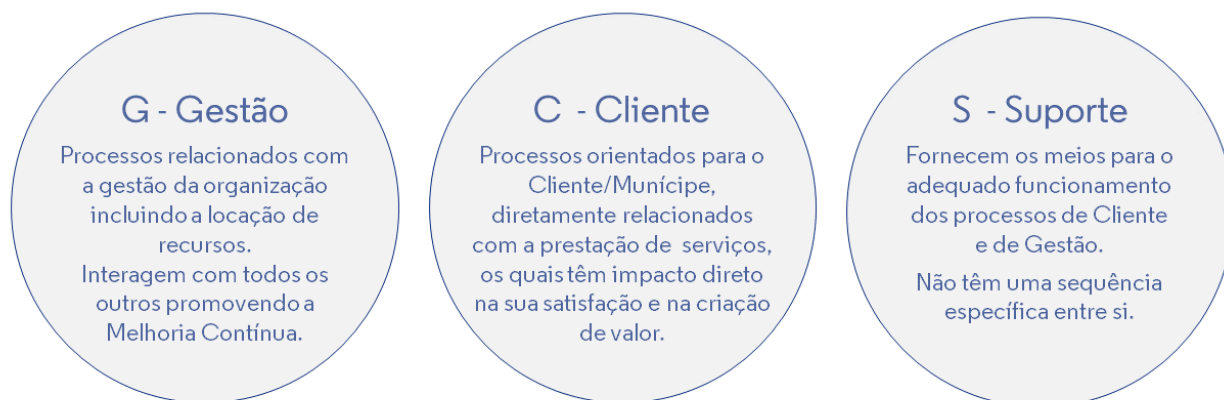 G - Gestão
Processos relacionados com
a gestão da organização
incluindo a locação de
recursos.
Interagem com todos os
outros promovendo a
Melhoria Contínua.
C - Cliente
Processos orientados para o
Cliente/Munícipe,
diretamente relacionados
com a prestação de serviços,
os quais têm impacto direto
na sua satisfação e na criação
de valor.
S - Suporte
Fornecem os meios para o
adequado funcionamento
dos processos de Cliente
e de Gestão.
Não têm uma sequência
específica entre si.